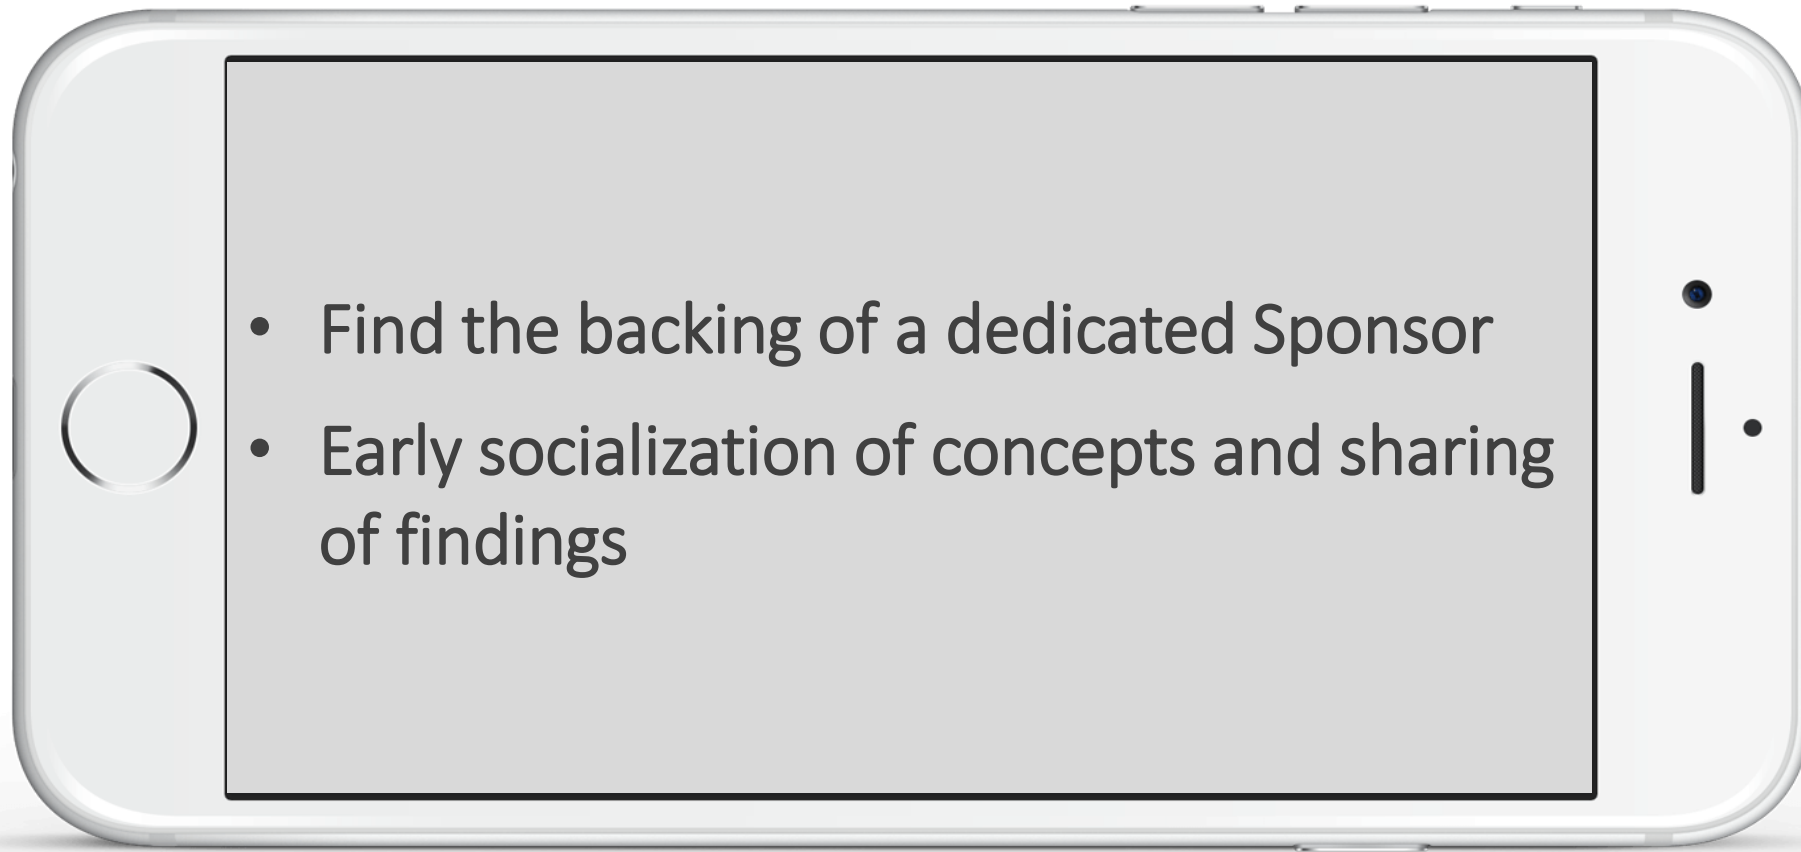 • Find the backing of a dedicated Sponsor
• Early socialization of concepts and sharing
of findings